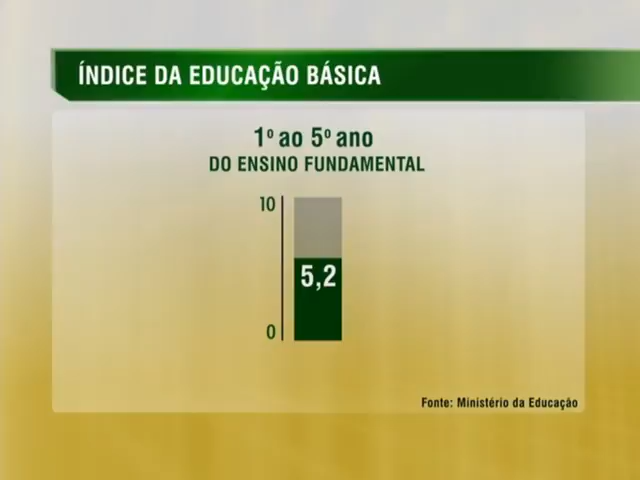 ÍNDICE DA EDUCAÇÃO BÁSICA
1º ao 5º ano
DO ENSINO FUNDAMENTAL
10
5,2
0
Fonte: Ministério da Educação